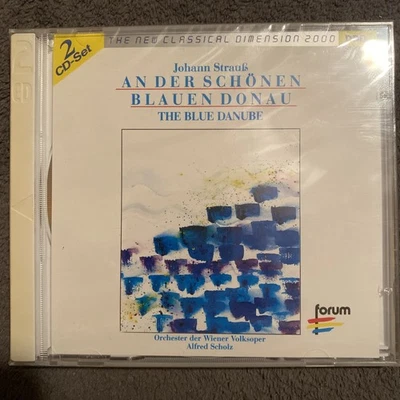 2
CD-Set
THE NEW CLASSICAL DIMENSION 2000
Johann Strauß
AN DER SCHÖNEN
BLAUEN DONAU
THE BLUE DANUBE
forum
Orchester der Wiener Volksoper
Alfred Scholz